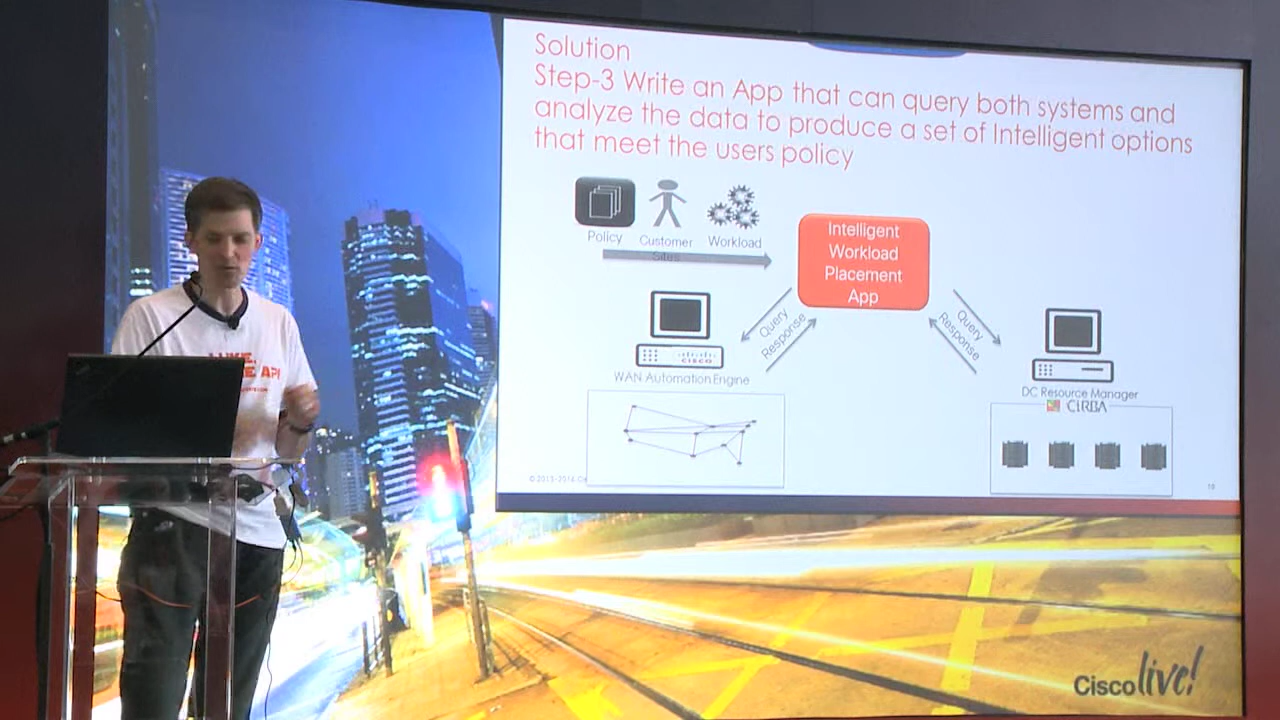 Solution
Step-3 Write an App that can query both systems and
analyze the data to produce a set of Intelligent options
that meet the users policy
Policy
Customer
Sites
Workload
Intelligent
Workload
Placement
App
Query
Response
Query
Response
CISCO
WAN Automation Engine
DC Resource Manager
CiRBA
Cisco live!